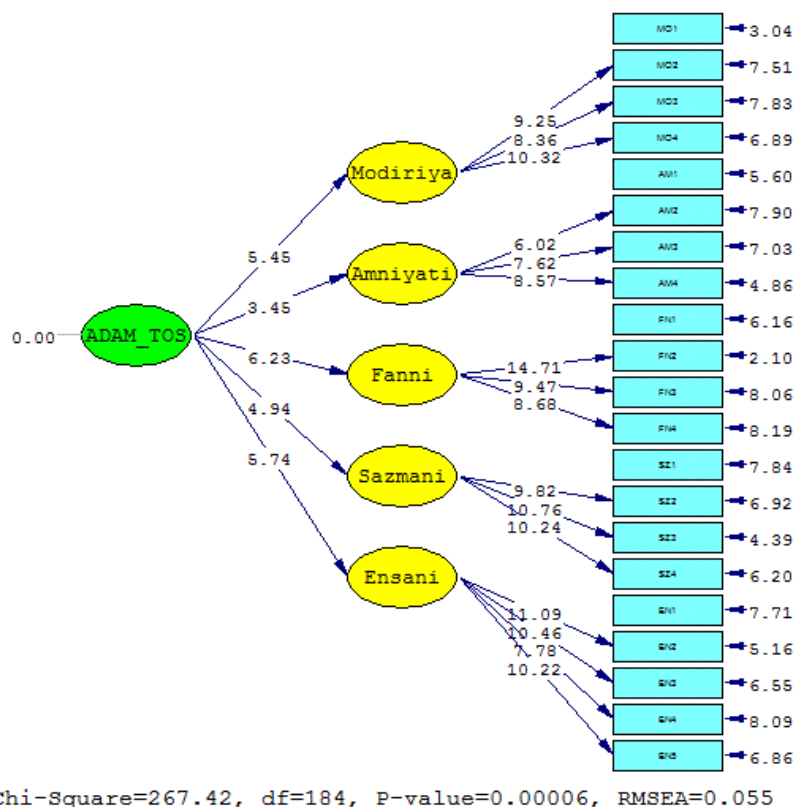 MO1 3.04
MO2 7.51
MO3 7.83
MO4 6.89
AM1 5.60
AM2 7.90
AM3 7.03
AM4 4.86
FN1 6.16
FN2 2.10
FN3 8.06
FN4 8.19
SZ1 7.84
SZ2 6.92
SZ3 4.39
SZ4 6.20
EN1 7.71
EN2 5.16
EN3 6.55
EN4 8.09
EN5 6.86
9.25
8.36
10.32
Modiriya
6.02
7.62
8.57
Amniyati
14.71
9.47
8.68
Fanni
9.82
10.76
10.24
Sazmani
11.09
10.46
7.78
10.22
Ensani
5.45
3.45
6.23
4.94
5.74
0.00 ADAM_TOS
Chi-Square=267.42, df=184, P-value=0.00006, RMSEA=0.055